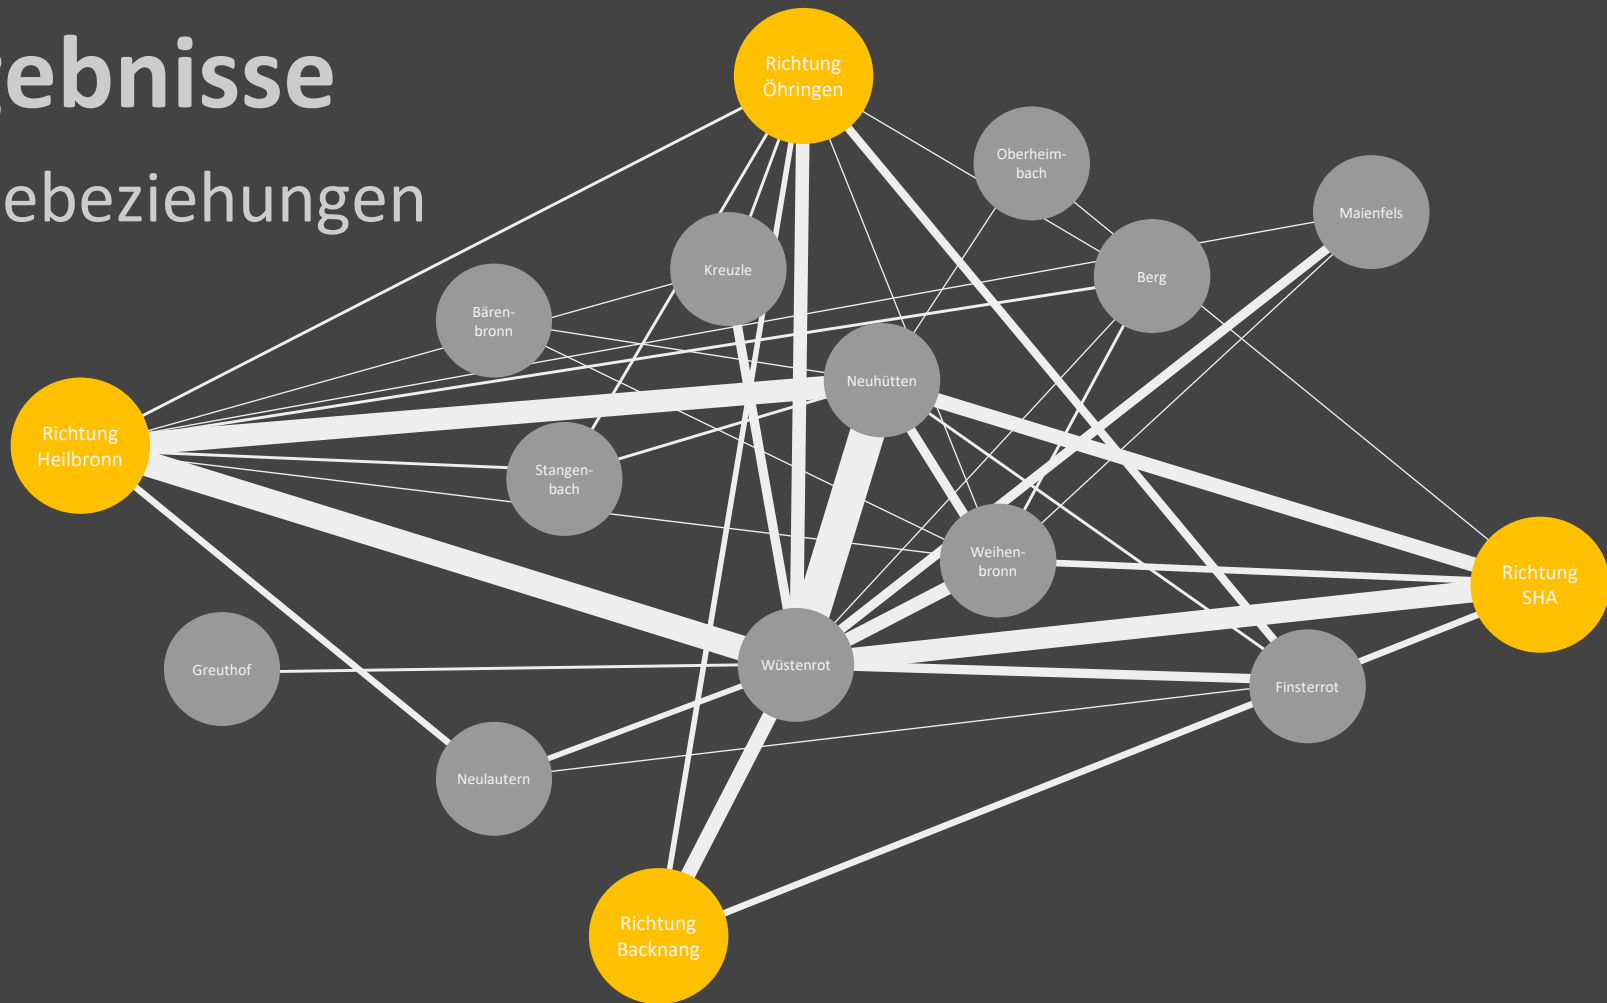 gebnisse
ebeziehungen
Richtung
Öhringen
Oberheim-
bach
Maienfels
Kreuzle
Berg
Bären-
bronn
Neuhütten
Richtung
Heilbronn
Stangen-
bach
Weihen-
bronn
Richtung
SHA
Greuthof
Wüstenrot
Finsterrot
Neulautern
Richtung
Backnang